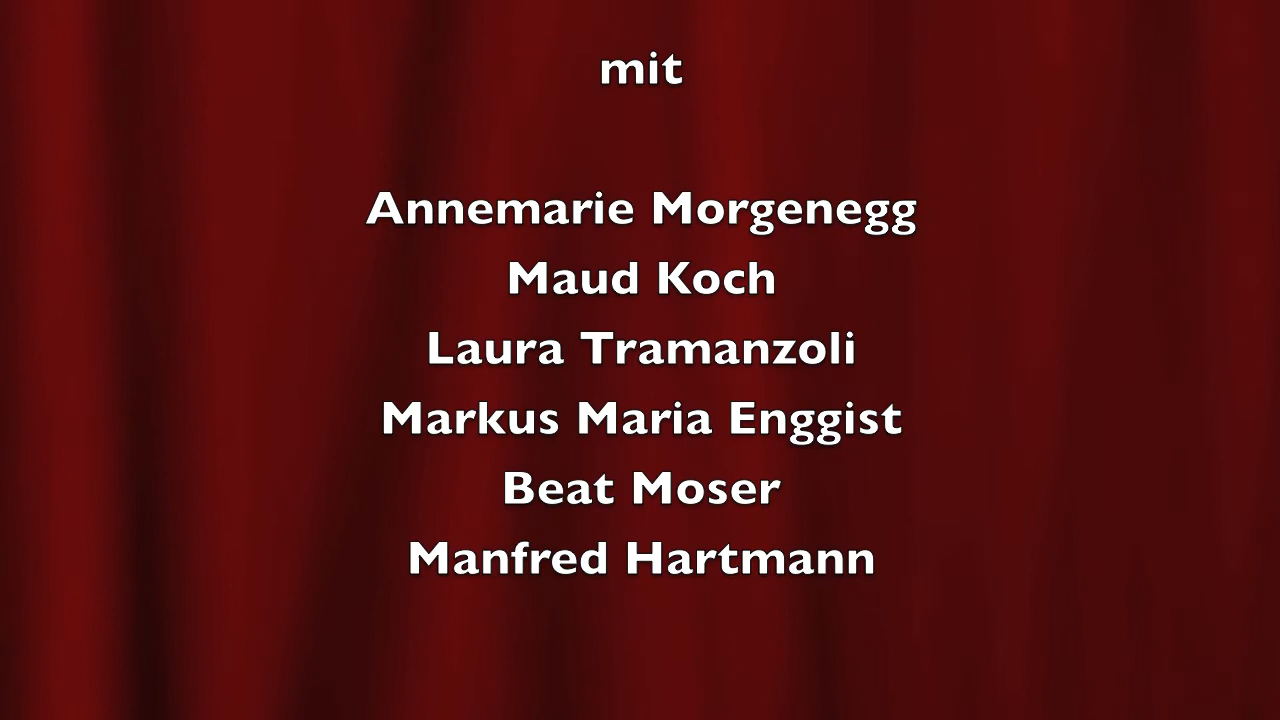 mit
Annemarie Morgenegg
Maud Koch
Laura Tramanzoli
Markus Maria Enggist
Beat Moser
Manfred Hartmann